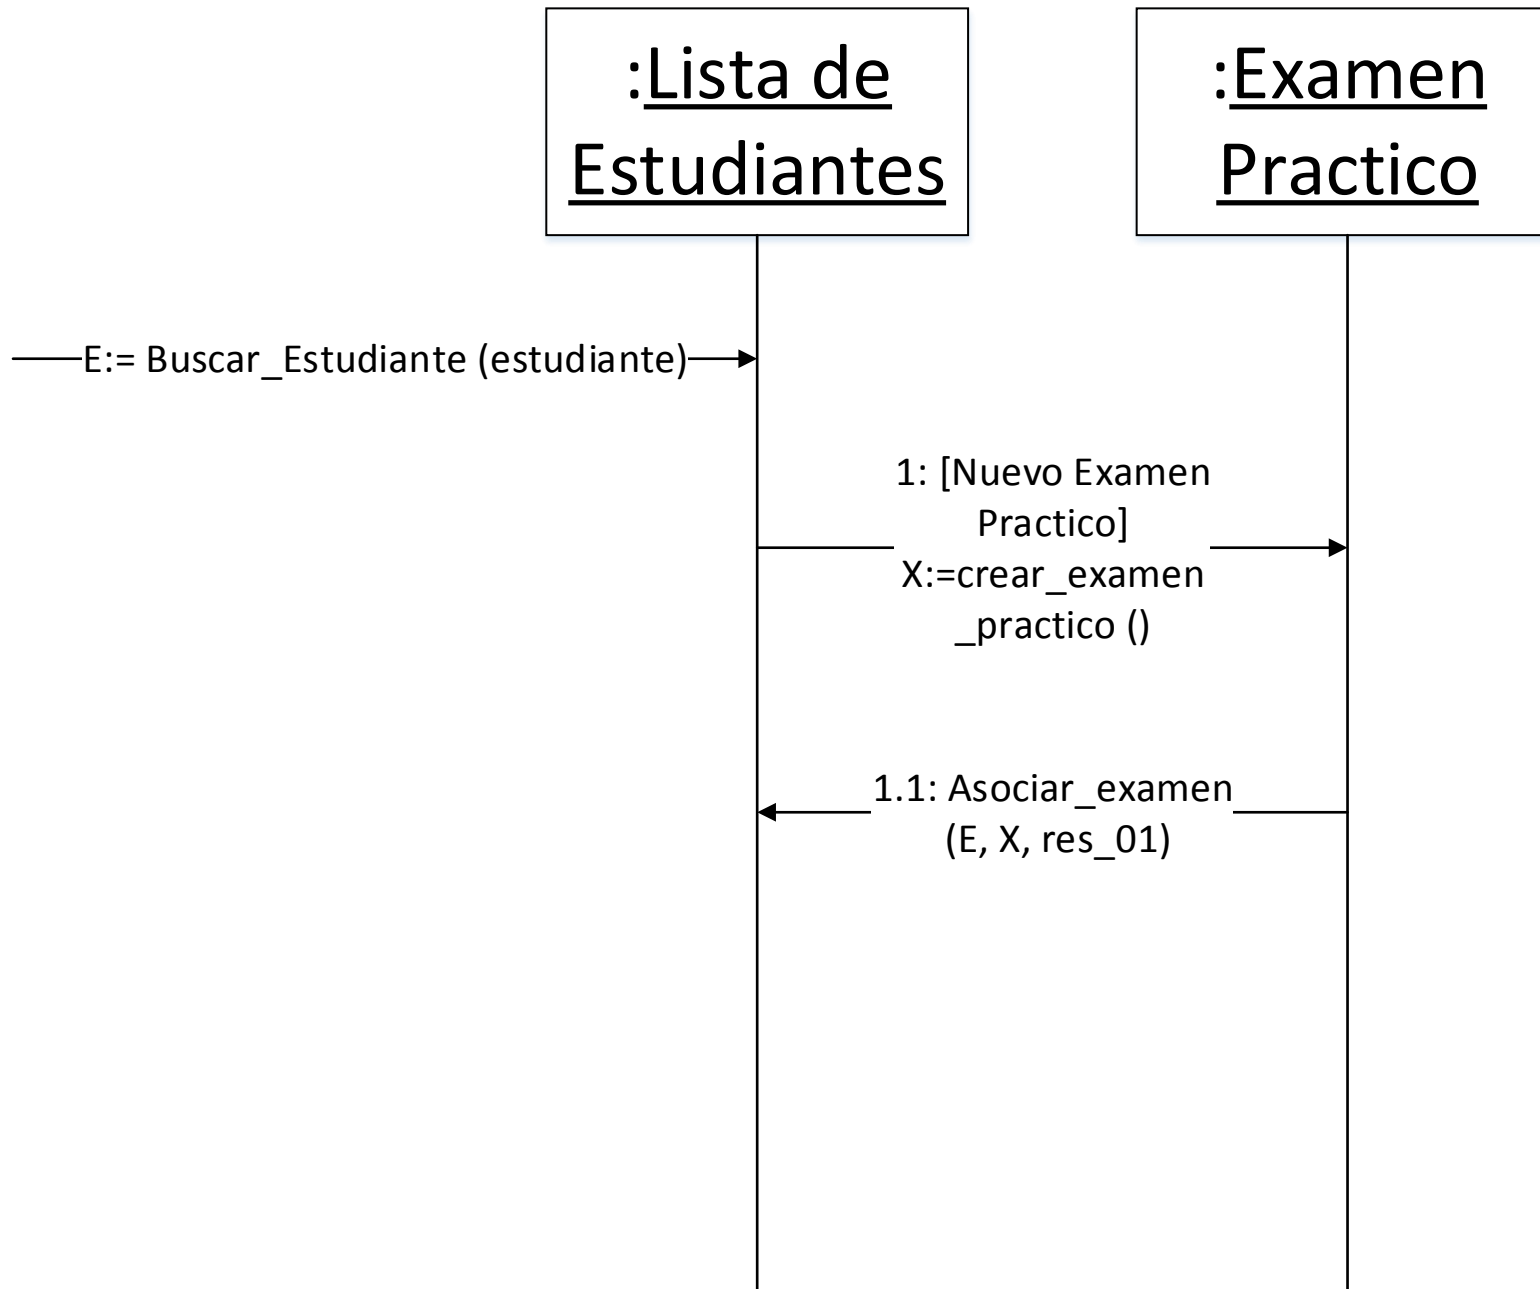 :Lista de
Estudiantes
:Examen
Practico
E:= Buscar_Estudiante (estudiante)
1: [Nuevo Examen
Practico]
X:=crear_examen
_practico ()
1.1: Asociar_examen
(E, X, res_01)